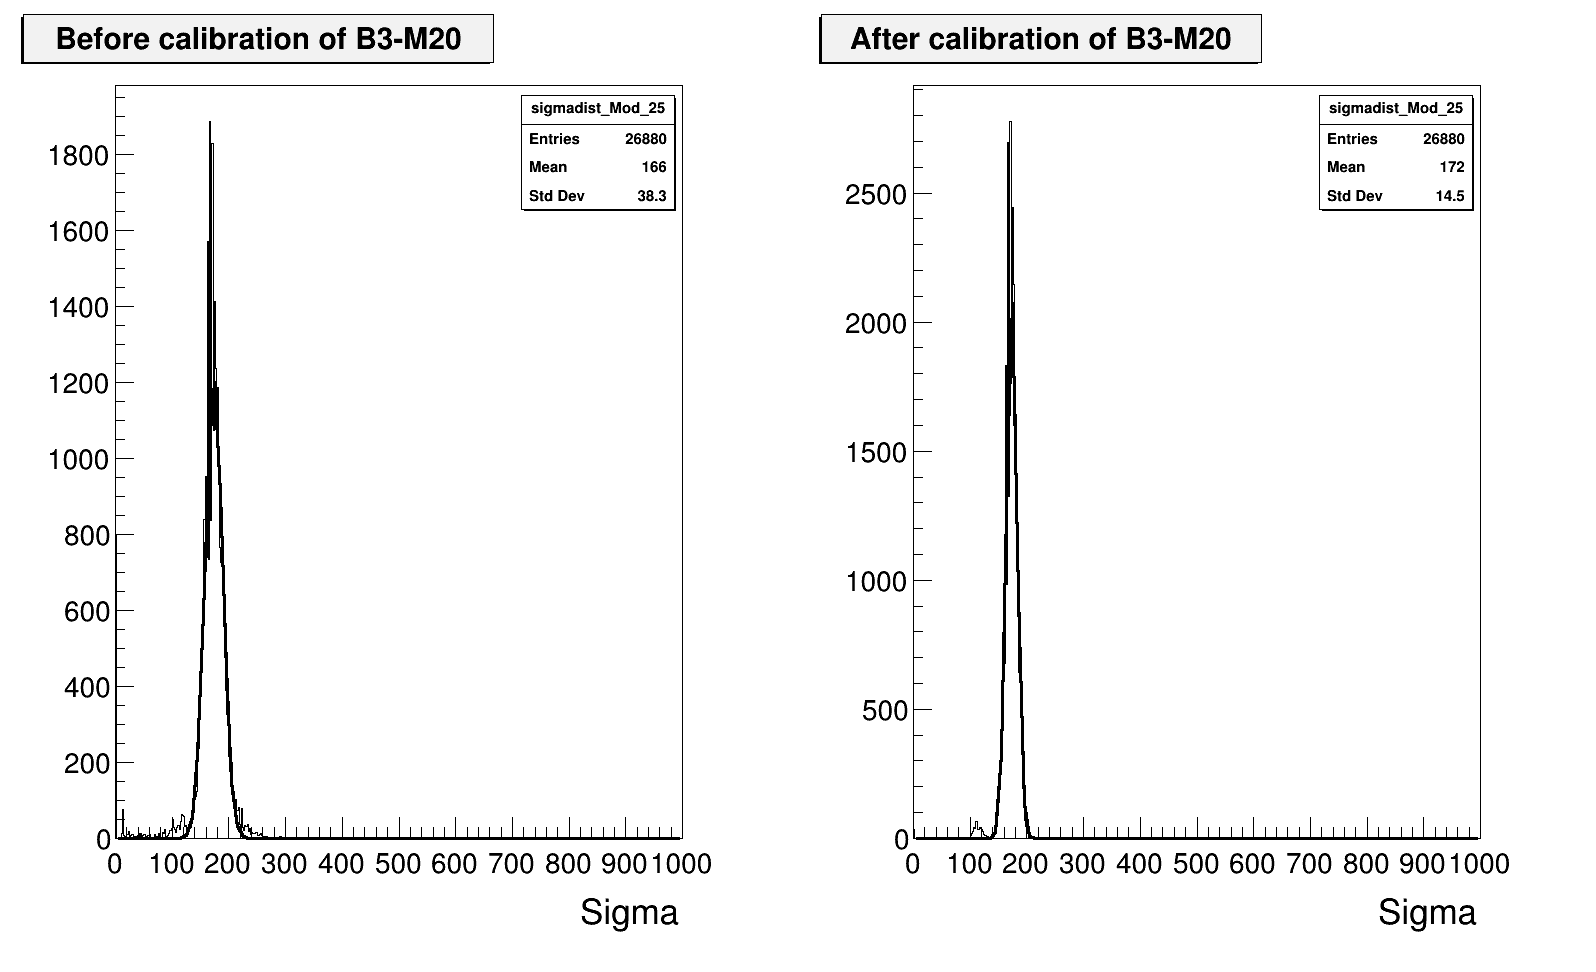 Before calibration of B3-M20
sigmadist_Mod_25
Entries 26880
Mean 166
Std Dev 38.3
1800
1600
1400
1200
1000
800
600
400
200
0
0 100 200 300 400 500 600 700 800 900 1000
Sigma
After calibration of B3-M20
sigmadist_Mod_25
Entries 26880
Mean 172
Std Dev 14.5
2500
2000
1500
1000
500
0
0 100 200 300 400 500 600 700 800 900 1000
Sigma